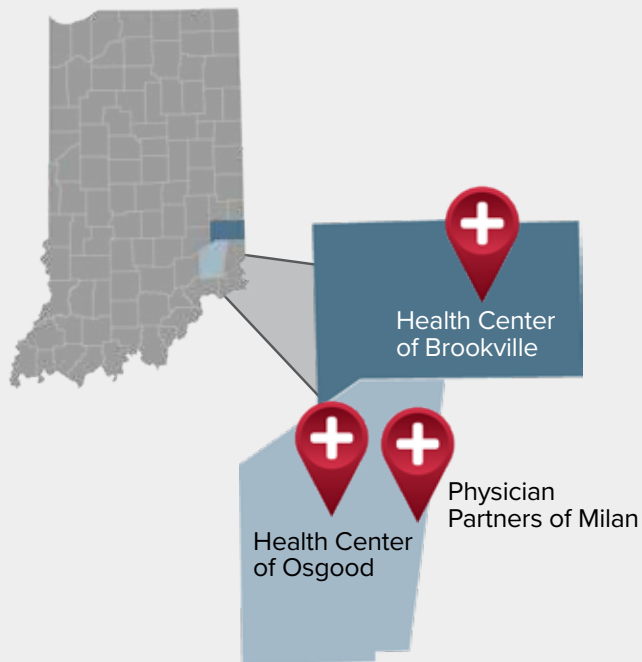 Health Center
of Brookville
Physician
Partners of Milan
Health Center
of Osgood